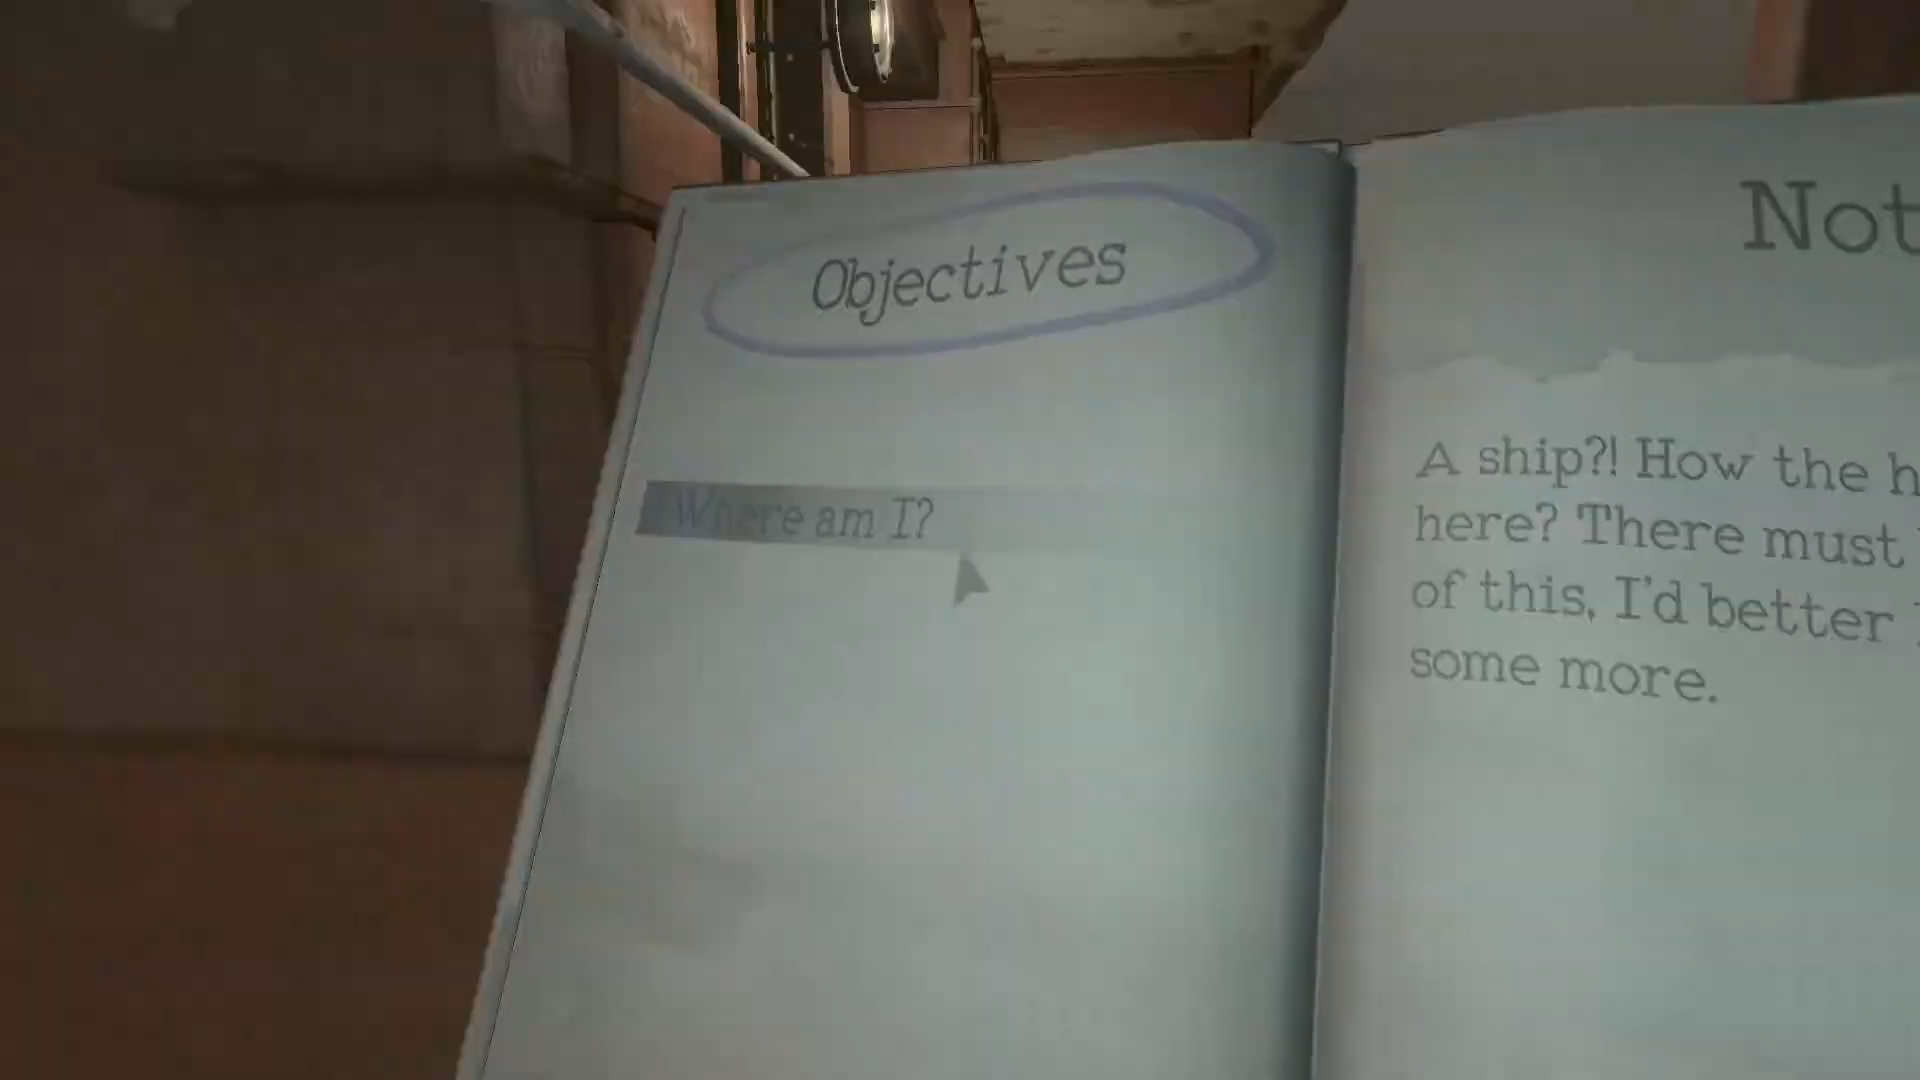 Objectives
Where am I?
Not
A ship?! How the h
here? There must
of this, I'd better
some more.